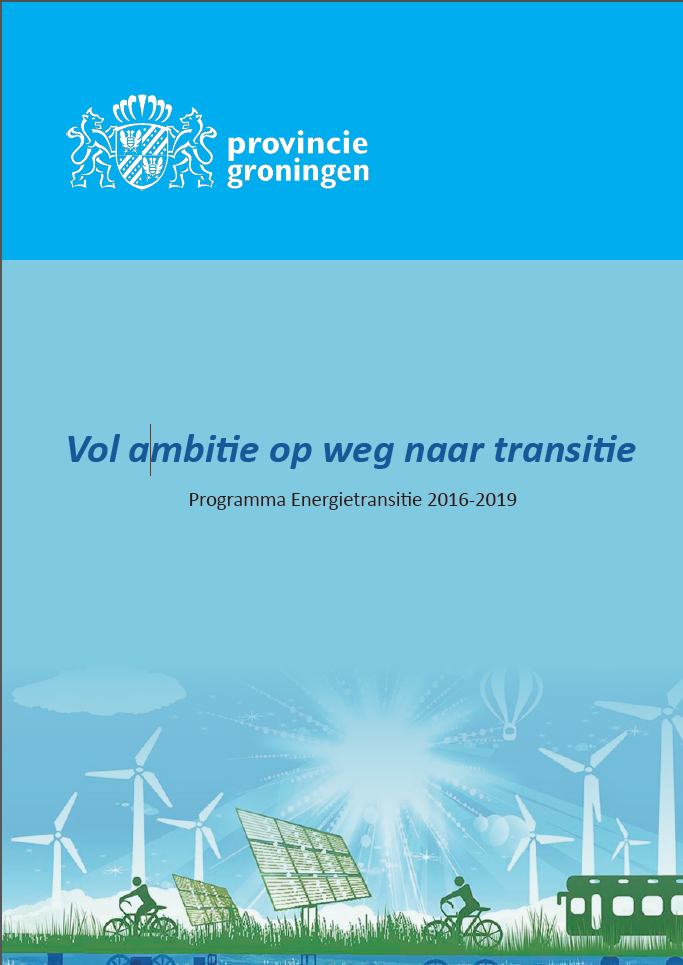 provincie
groningen
Vol ambitie op weg naar transitie
Programma Energietransitie 2016-2019